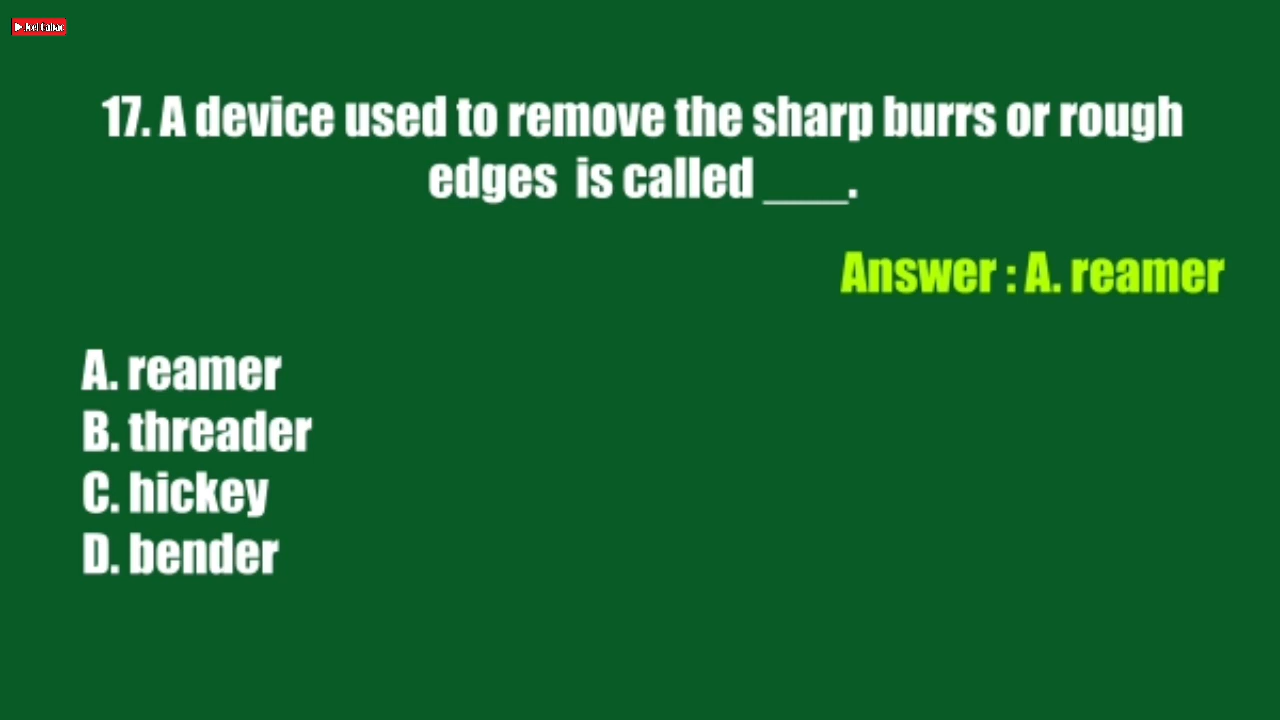 17. A device used to remove the sharp burrs or rough
edges is called ___.
Answer : A. reamer
A. reamer
B. threader
C. hickey
D. bender